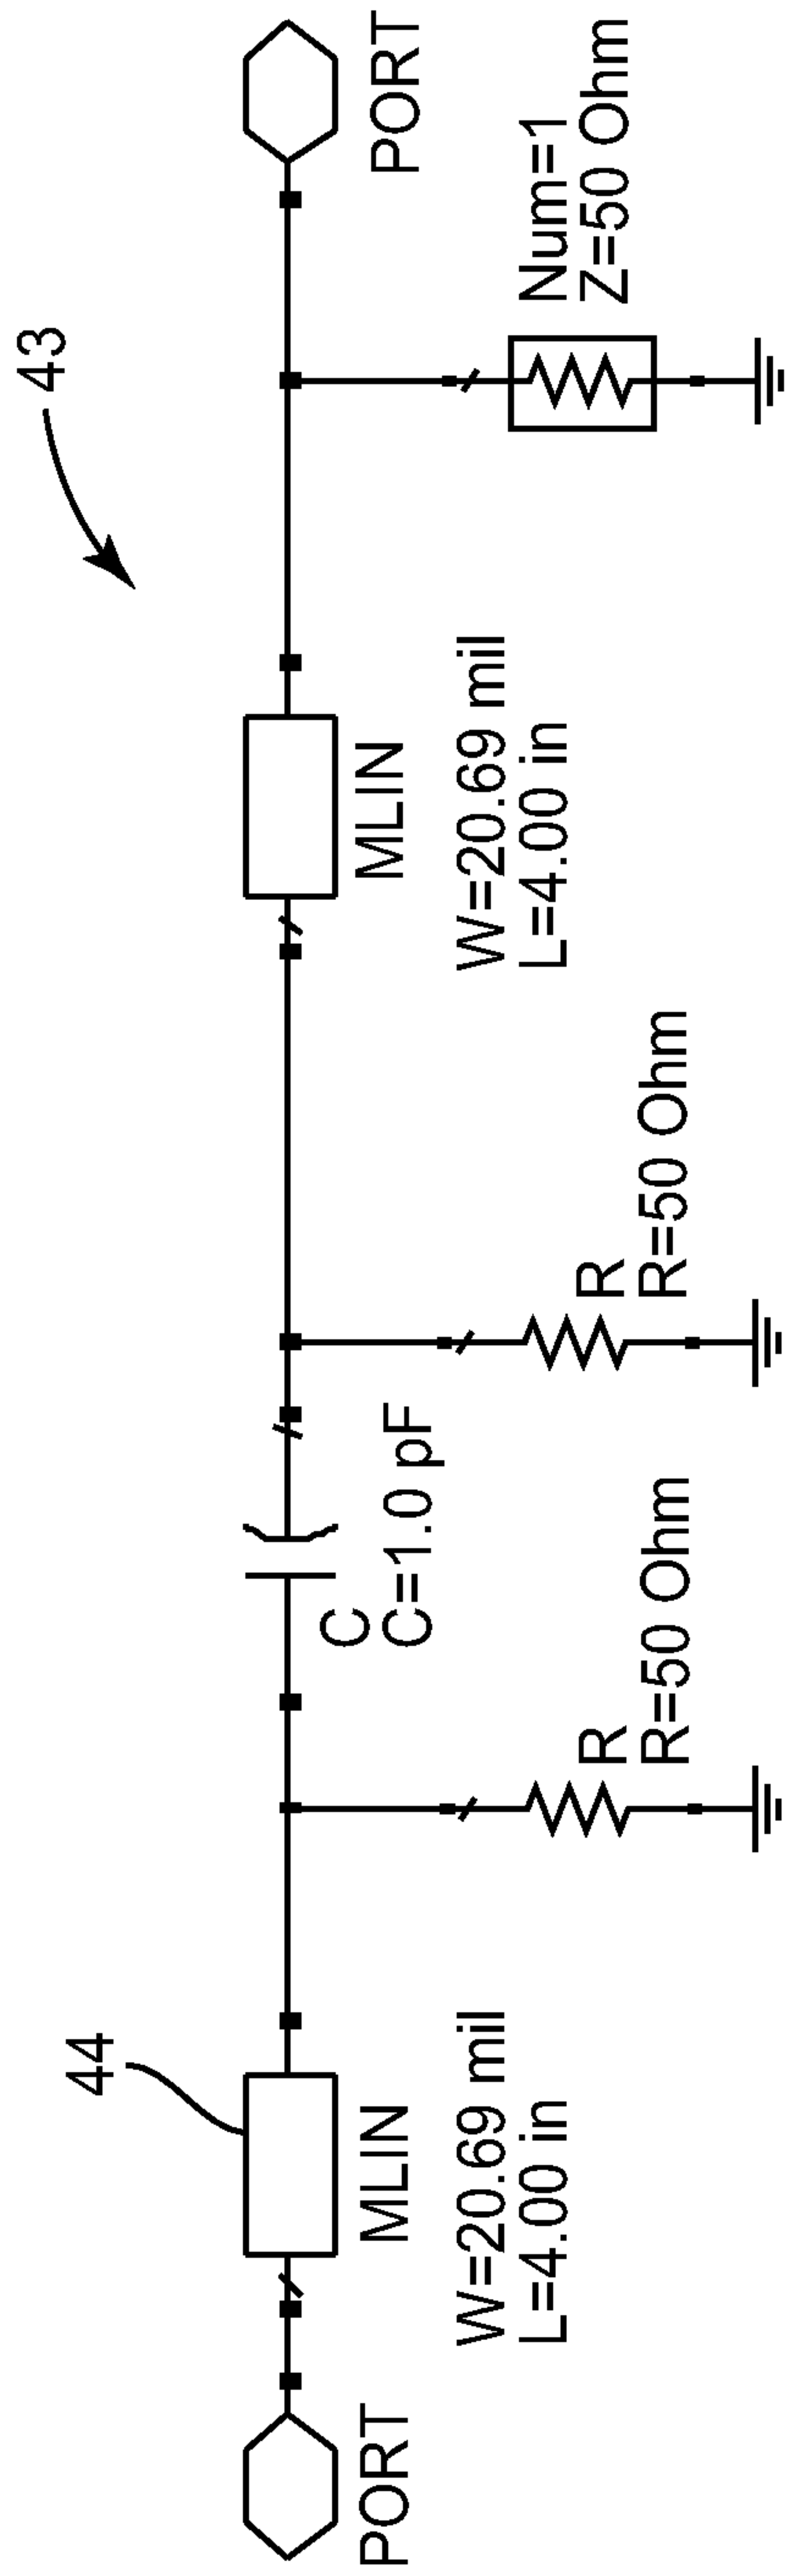 43
44
PORT
MLIN
W=20.69 mil
L=4.00 in
R
R=50 Ohm
C
C=1.0 pF
R
R=50 Ohm
MLIN
W=20.69 mil
L=4.00 in
Num=1
Z=50 Ohm
PORT